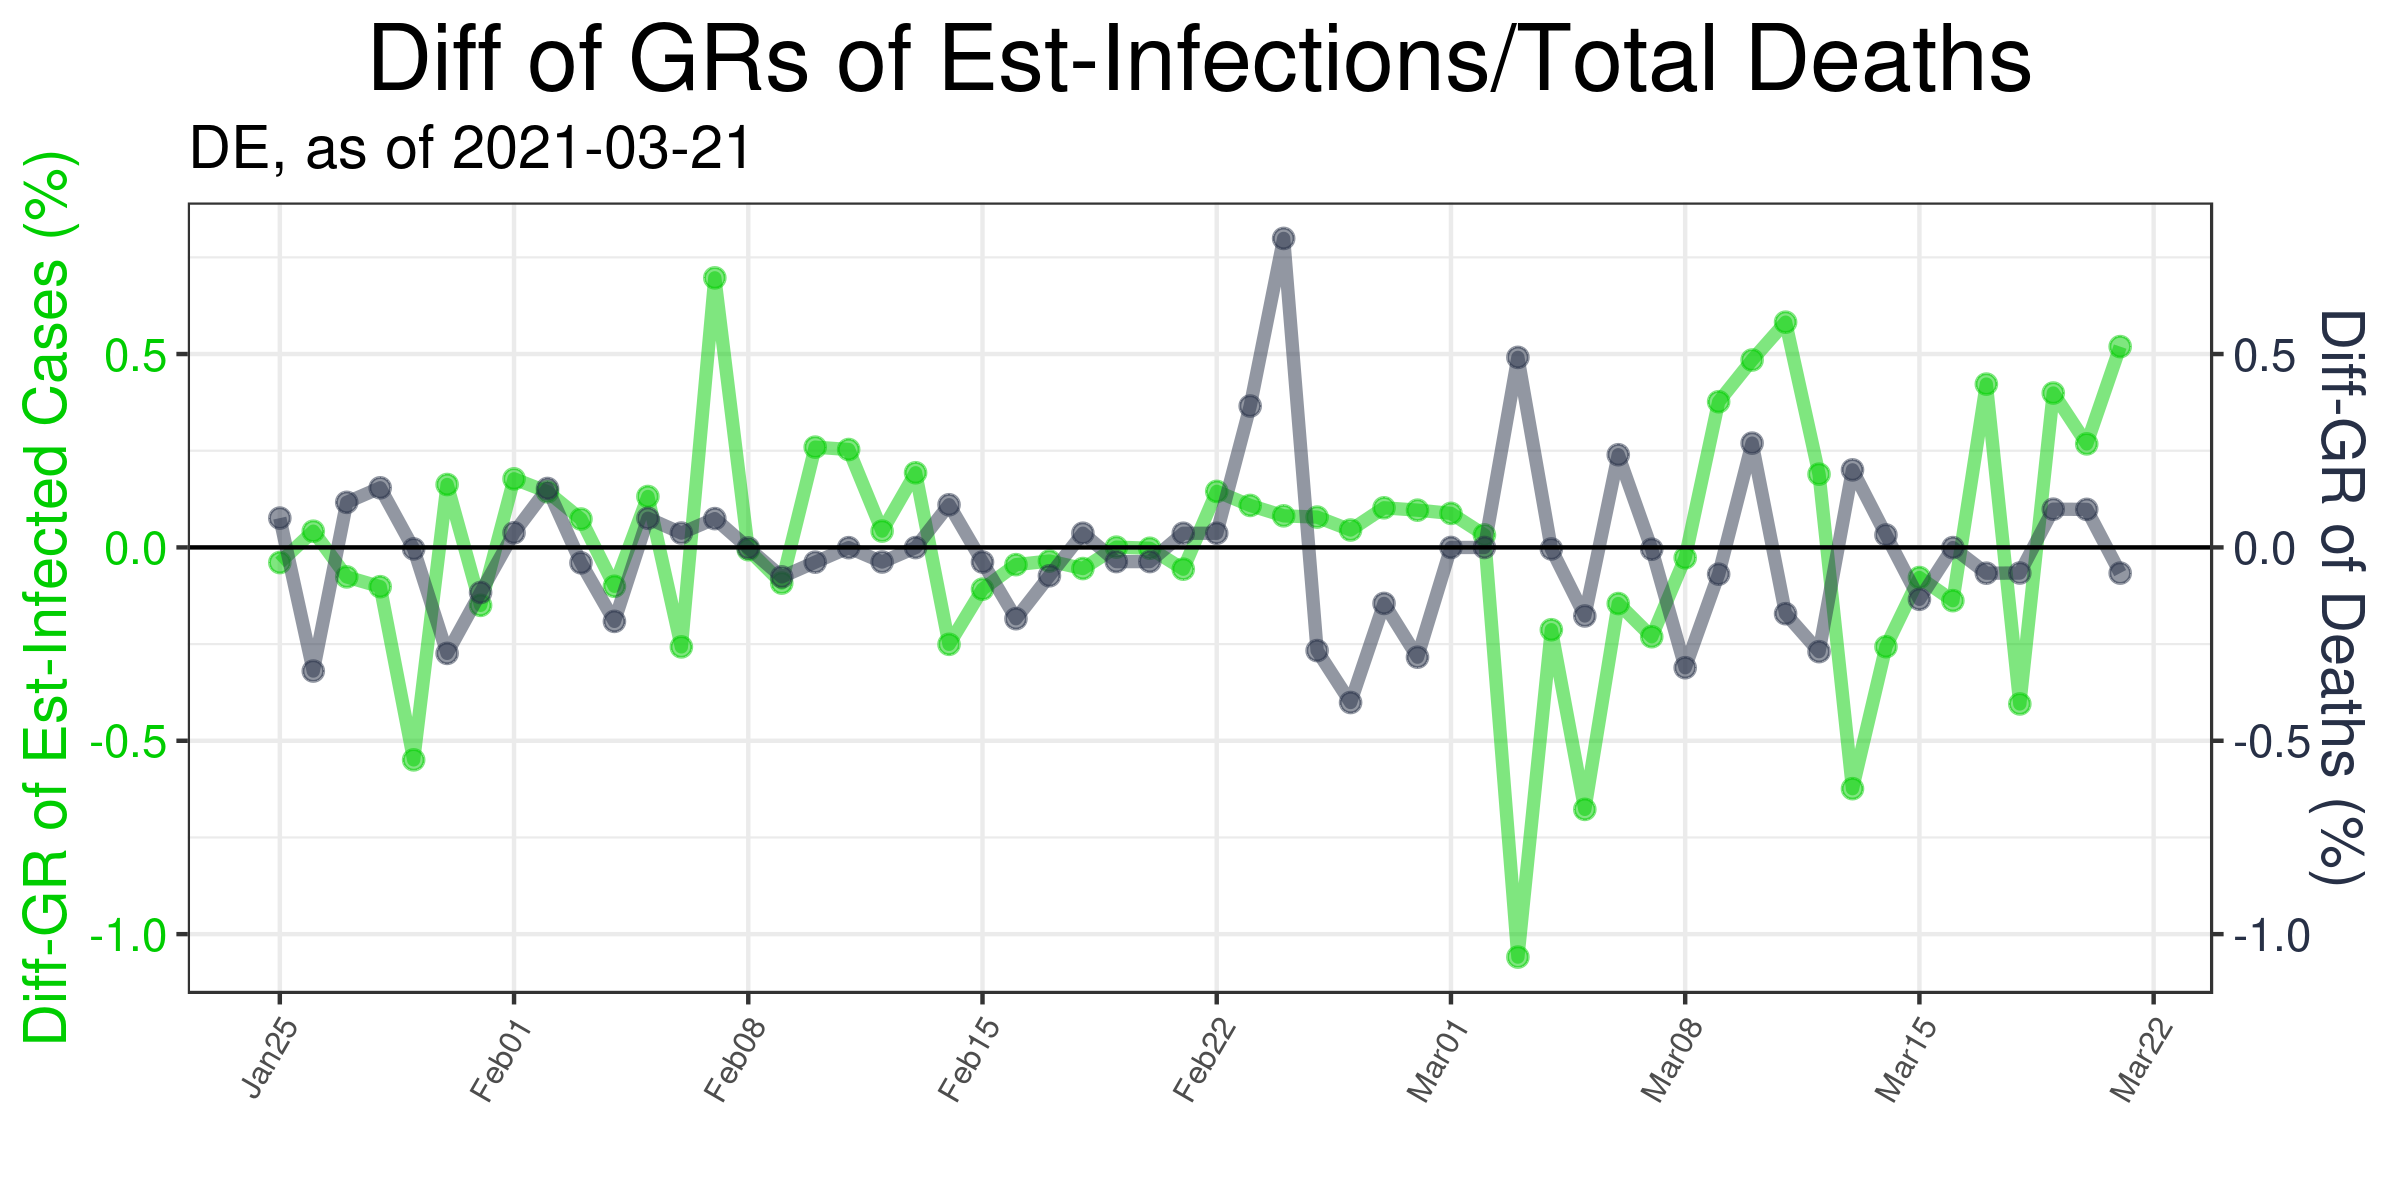 Diff of GRs of Est-Infections/Total Deaths
DE, as of 2021-03-21
Diff-GR of Est-Infected Cases (%)
0.5
0.0
-0.5
-1.0
0.5
0.0
-0.5
-1.0
Diff-GR of Deaths (%)
Jan25
Feb01
Feb08
Feb15
Feb22
Mar01
Mar08
Mar15
Mar22